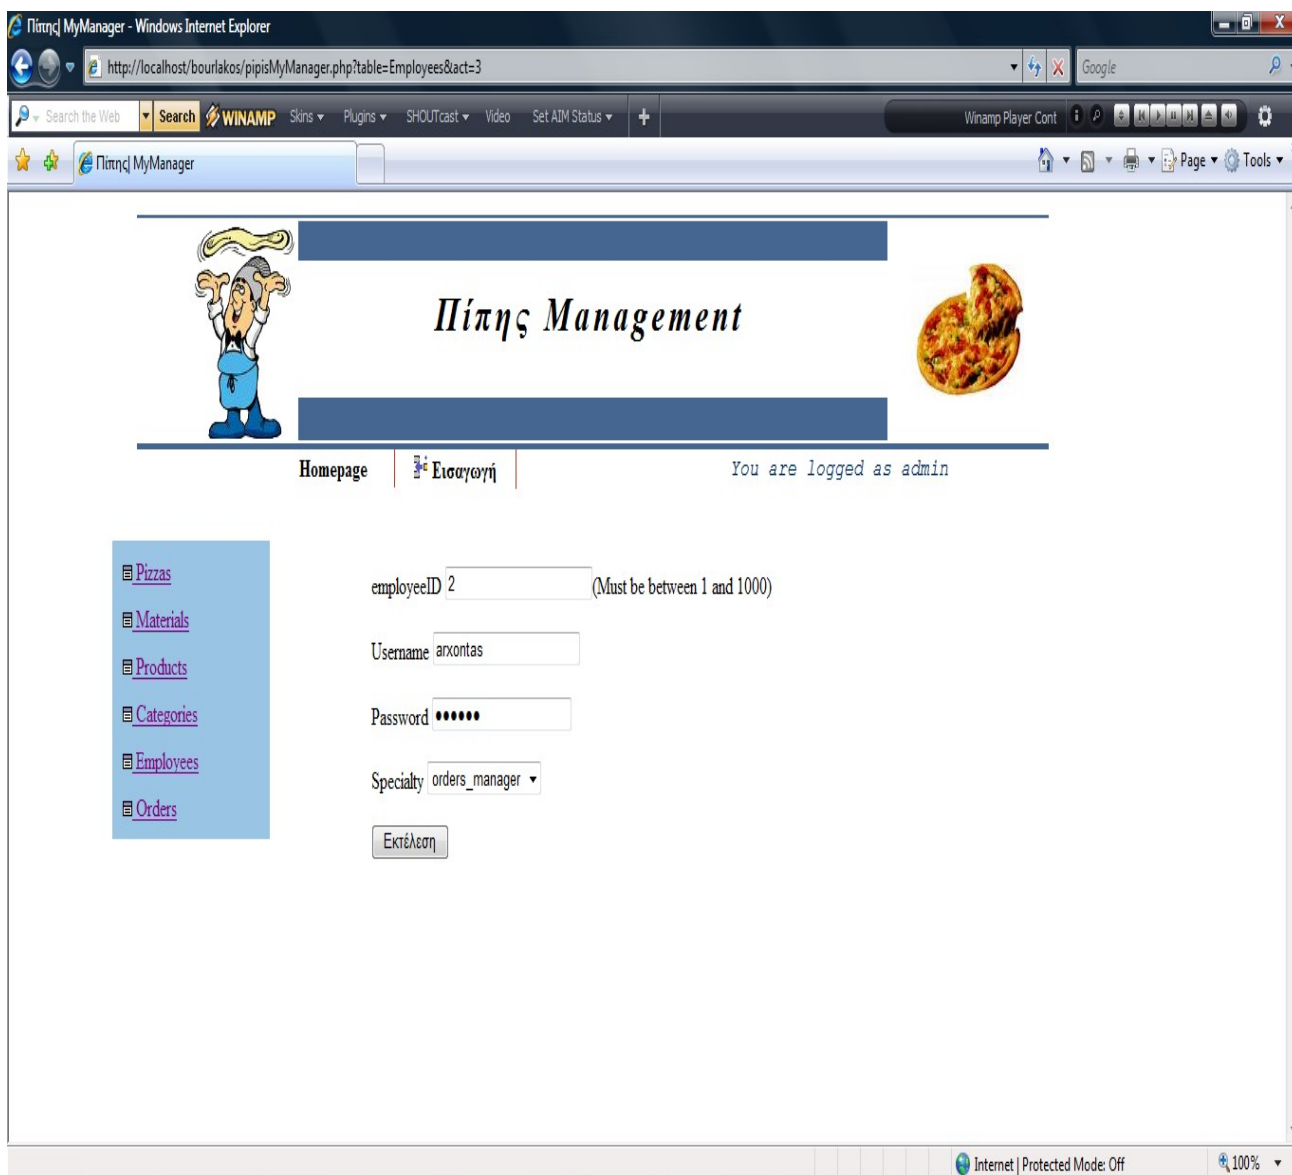 Πίπης| MyManager - Windows Internet Explorer
http://localhost/bourlakos/pipisMyManager.php?table=Employees&act=3
Google
Search the Web Search WINAMP Skins Plugins SHOUTcast Video Set AIM Status Winamp Player Cont
Πίπης| MyManager
Page Tools
Πίπης Management
Homepage Εισαγωγή You are logged as admin
Pizzas
Materials
Products
Categories
Employees
Orders
employeeID 2 (Must be between 1 and 1000)
Username arxontas
Password ••••••
Specialty orders_manager
Εκτέλεση
Internet | Protected Mode: Off 100%